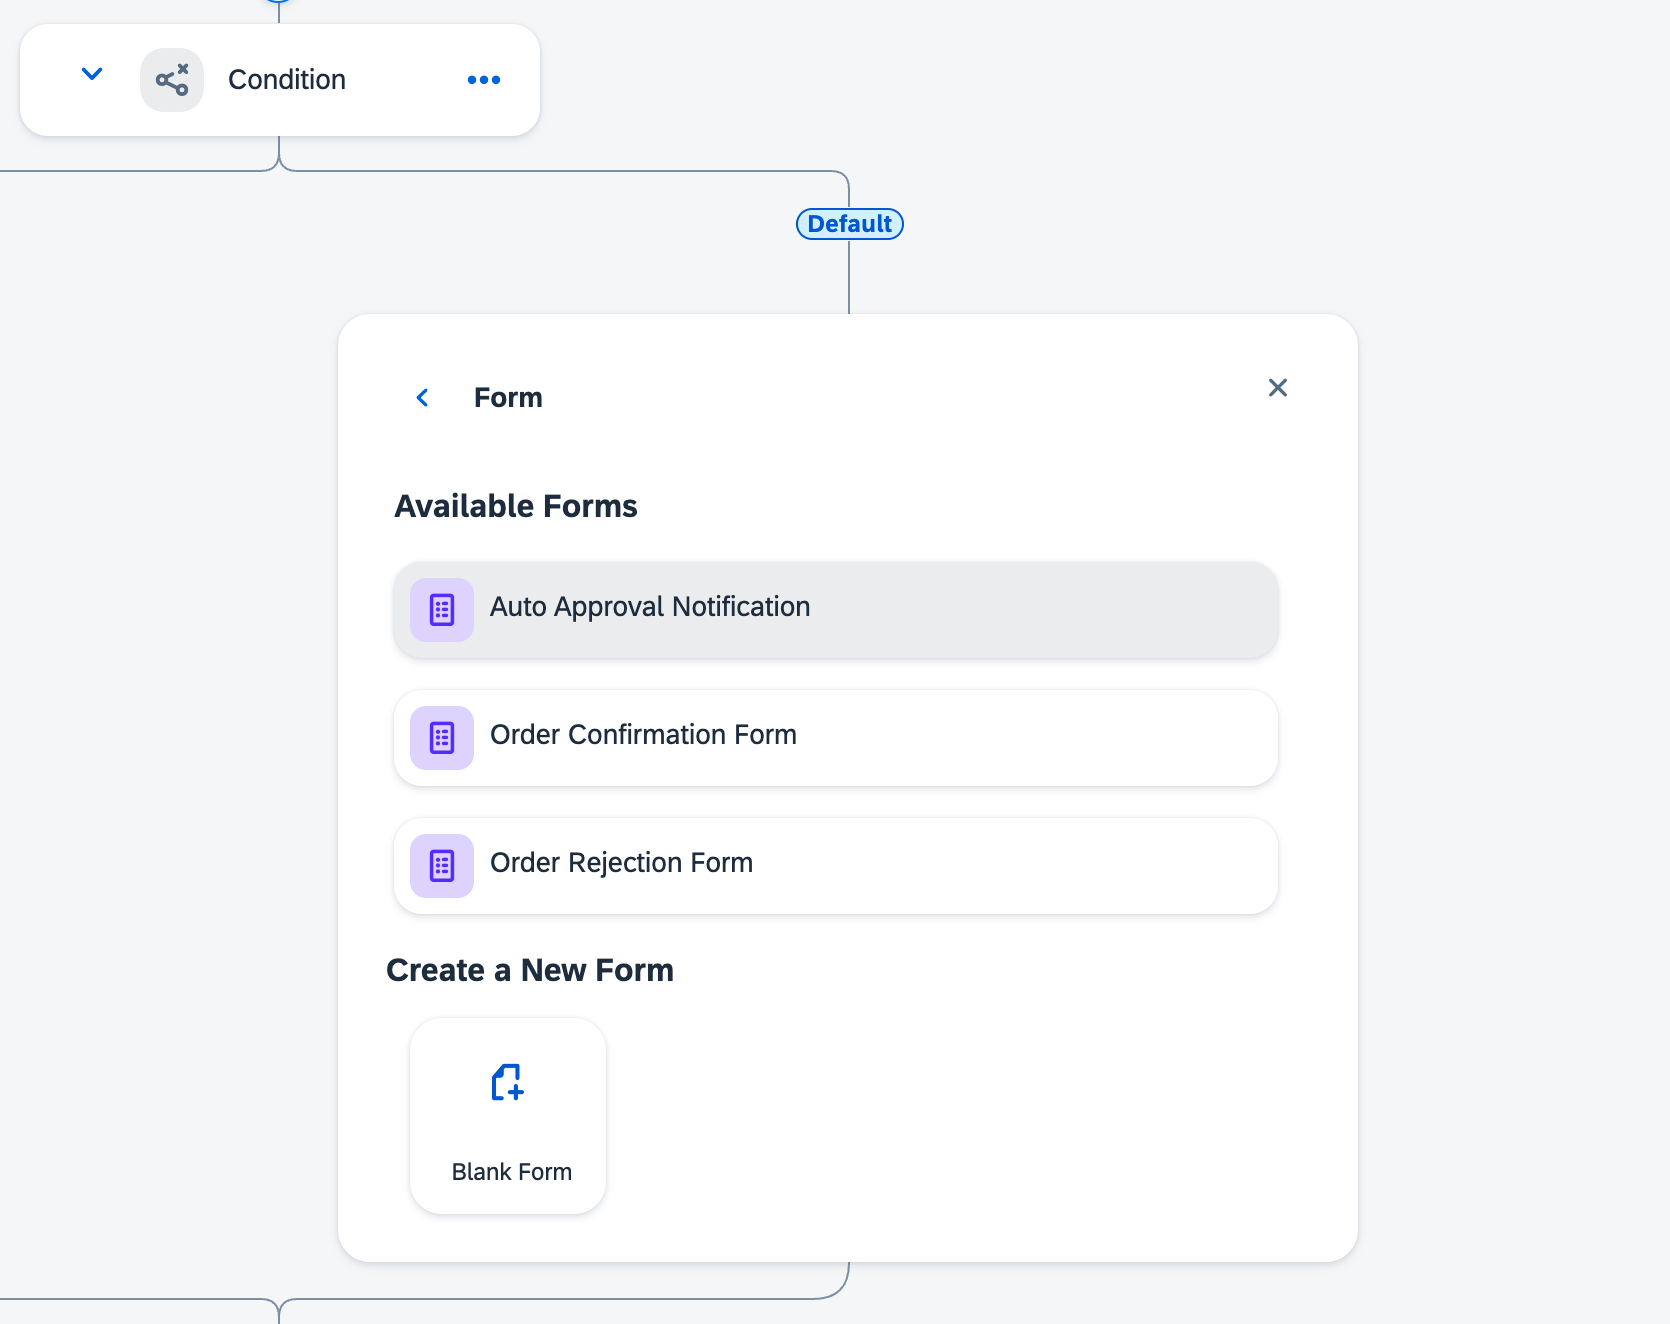 Condition
Default
Form
Available Forms
Auto Approval Notification
Order Confirmation Form
Order Rejection Form
Create a New Form
Blank Form